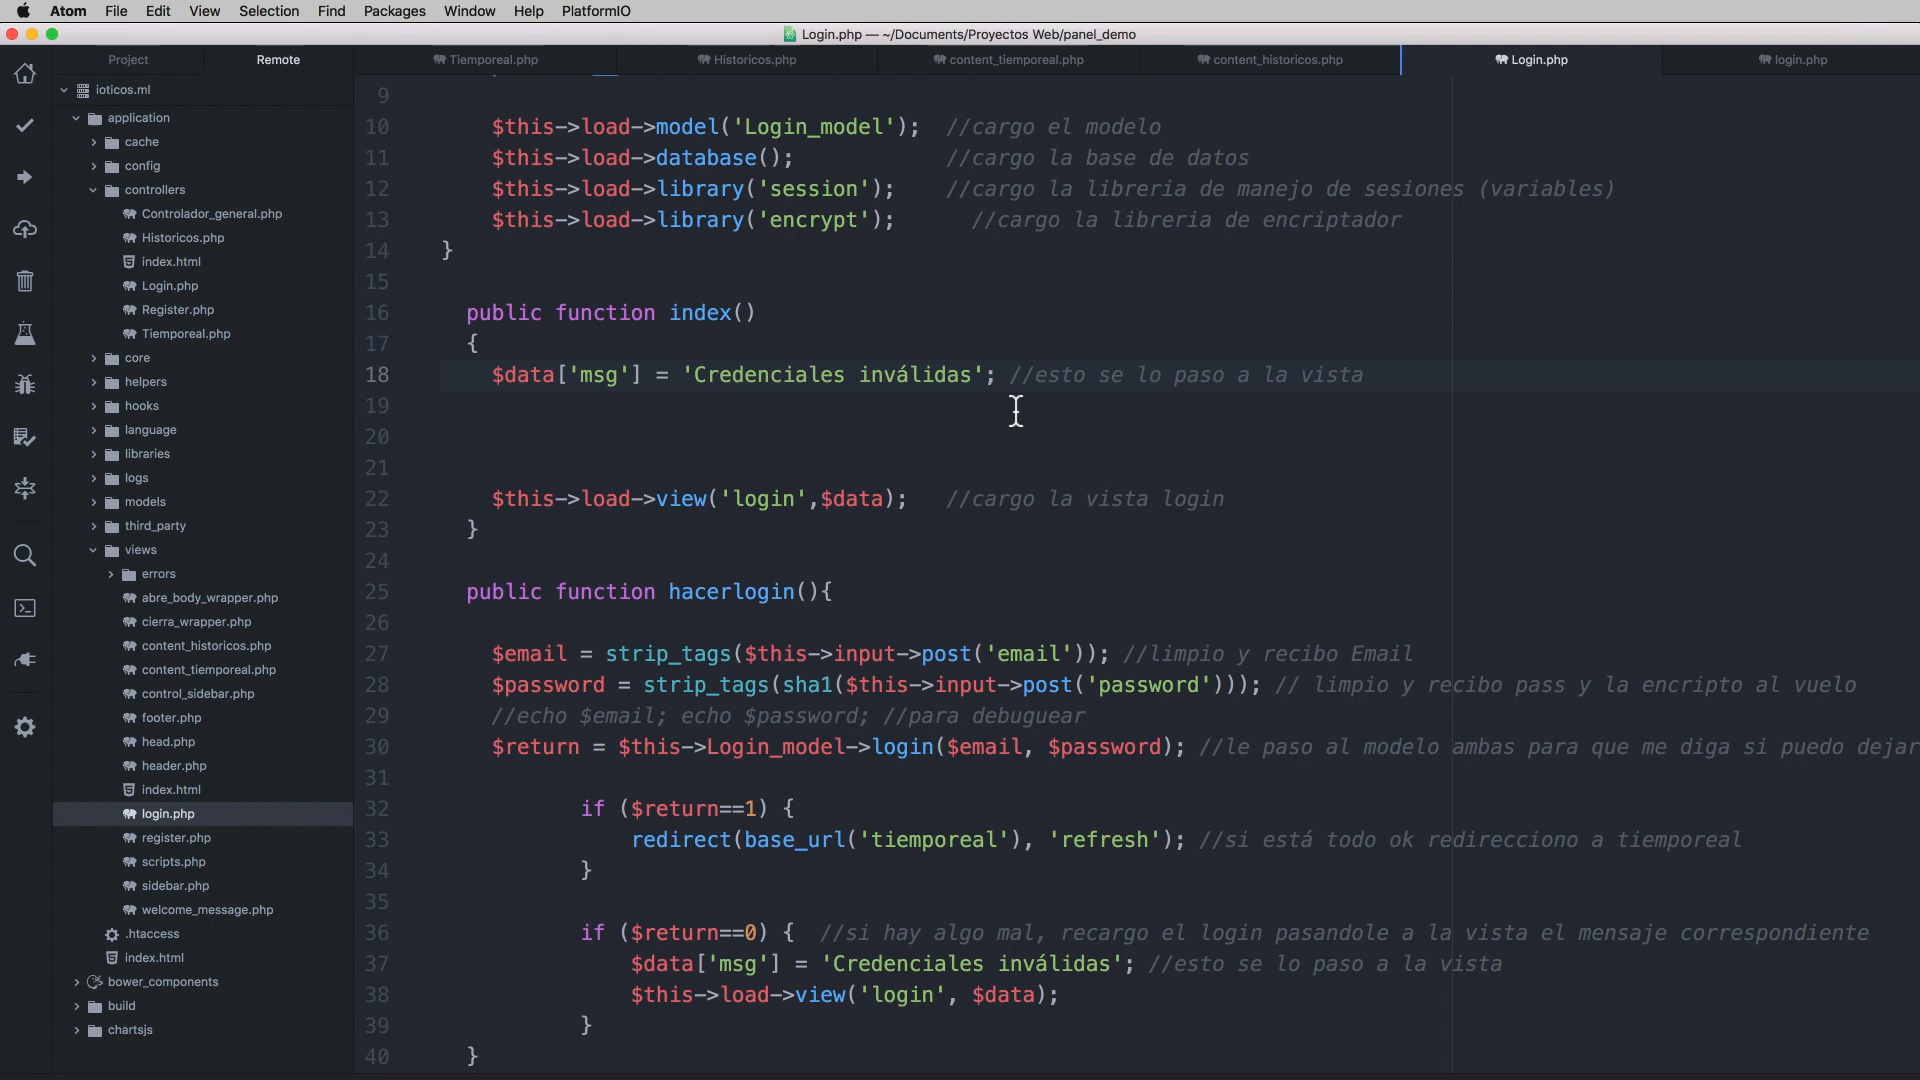 Atom File Edit View Selection Find Packages Window Help PlatformIO
Login.php — ~/Documents/Proyectos Web/panel_demo
Project Remote Tiemporeal.php Historicos.php content_tiemporeal.php content_historicos.php Login.php login.php
ioticos.ml
application
cache
config
controllers
Controlador_general.php
Historicos.php
index.html
Login.php
Register.php
Tiemporeal.php
core
helpers
hooks
language
libraries
logs
models
third_party
views
errors
abre_body_wrapper.php
cierra_wrapper.php
content_historicos.php
content_tiemporeal.php
control_sidebar.php
footer.php
head.php
header.php
index.html
login.php
register.php
scripts.php
sidebar.php
welcome_message.php
.htaccess
index.html
bower_components
build
chartsjs
9
10 $this->load->model('Login_model'); //cargo el modelo
11 $this->load->database(); //cargo la base de datos
12 $this->load->library('session'); //cargo la libreria de manejo de sesiones (variables)
13 $this->load->library('encrypt'); //cargo la libreria de encriptador
14 }
15
16 public function index()
17 {
18 $data['msg'] = 'Credenciales inválidas'; //esto se lo paso a la vista
19
20
21
22 $this->load->view('login',$data); //cargo la vista login
23 }
24
25 public function hacerlogin(){
26
27 $email = strip_tags($this->input->post('email')); //limpio y recibo Email
28 $password = strip_tags(sha1($this->input->post('password'))); // limpio y recibo pass y la encripto al vuelo
29 //echo $email; echo $password; //para debuguear
30 $return = $this->Login_model->login($email, $password); //le paso al modelo ambas para que me diga si puedo dejar
31
32 if ($return==1) {
33 redirect(base_url('tiemporeal'), 'refresh'); //si está todo ok redirecciono a tiemporeal
34 }
35
36 if ($return==0) { //si hay algo mal, recargo el login pasandole a la vista el mensaje correspondiente
37 $data['msg'] = 'Credenciales inválidas'; //esto se lo paso a la vista
38 $this->load->view('login', $data);
39 }
40 }